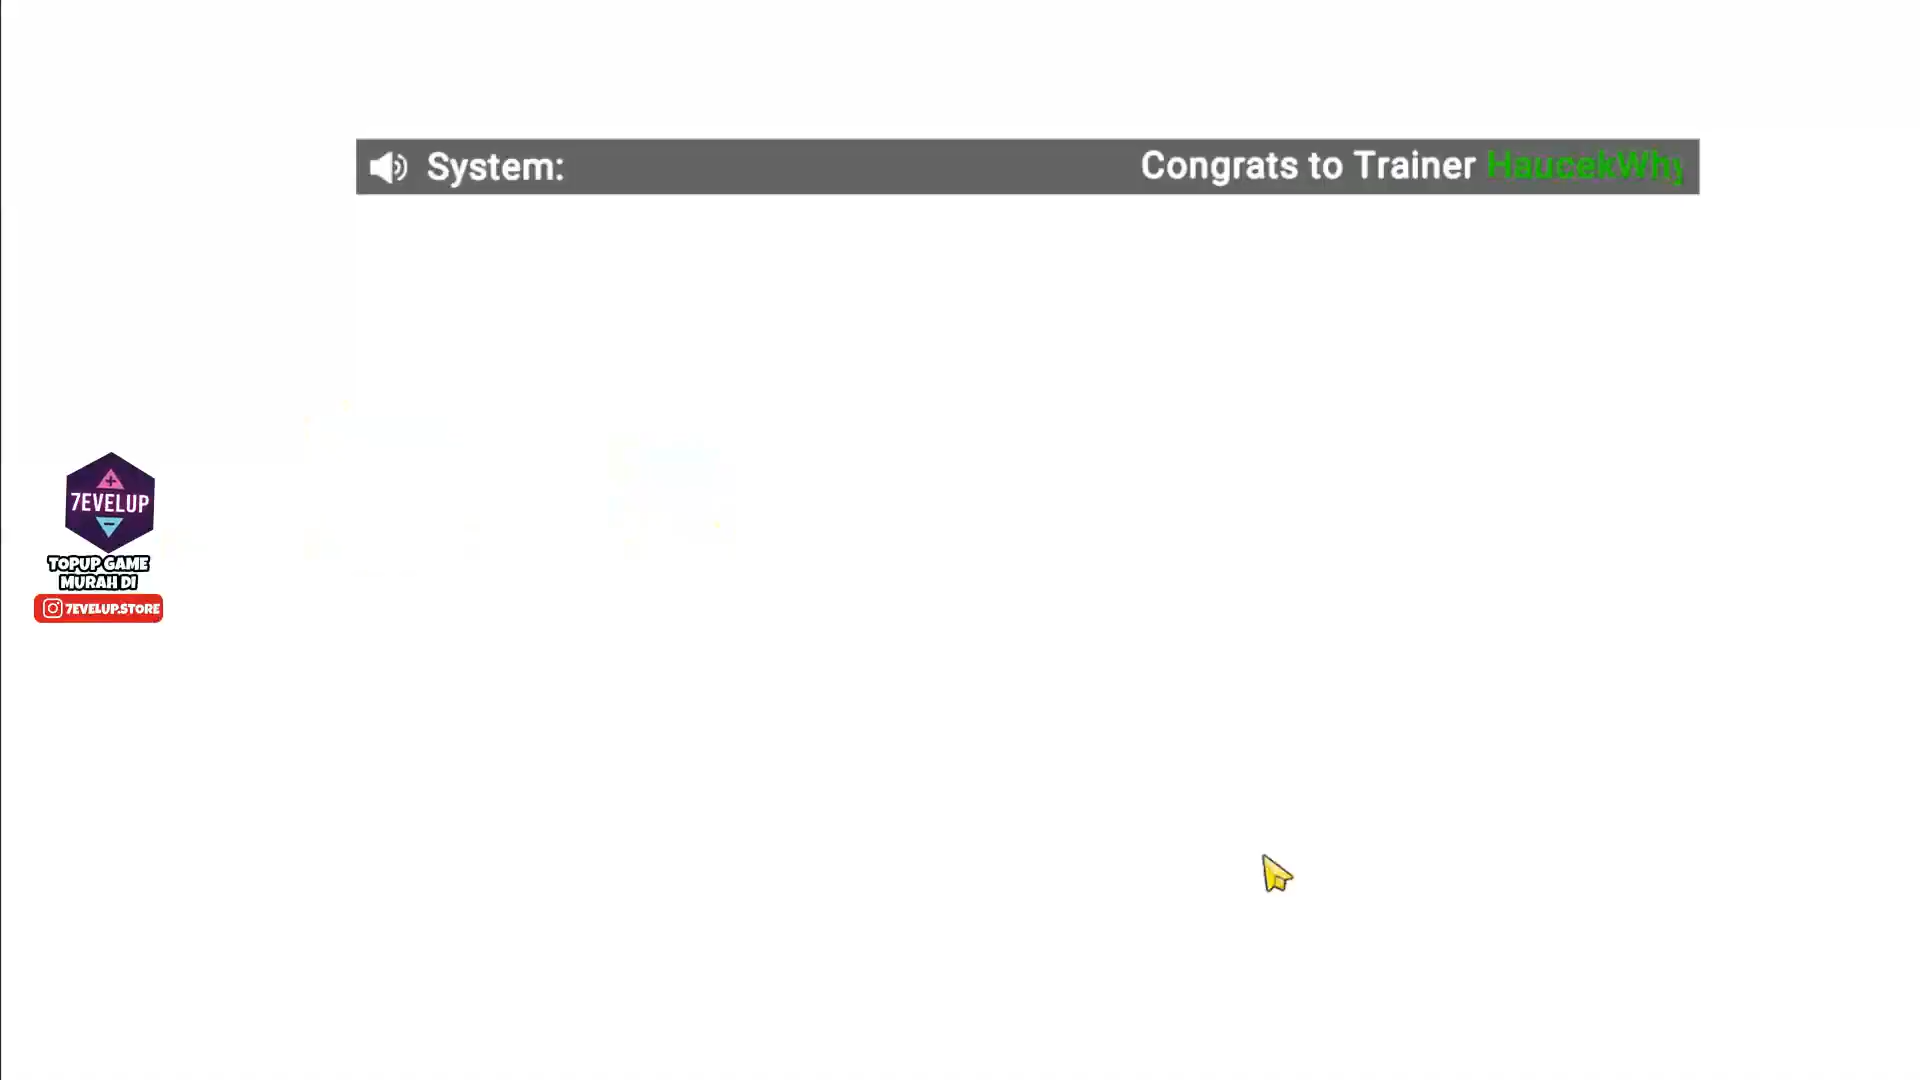 System: Congrats to Trainer
7EVELUP
TOPUP GAME
MURAH DI
7EVELUP.STORE